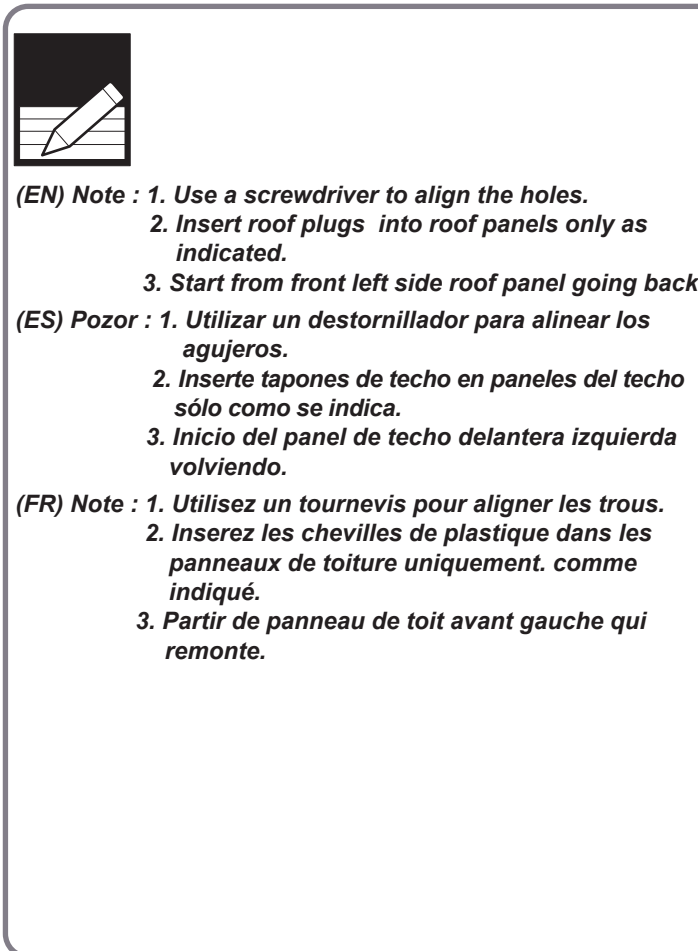 (EN) Note : 1. Use a screwdriver to align the holes.
2. Insert roof plugs into roof panels only as
indicated.
3. Start from front left side roof panel going back
(ES) Pozor : 1. Utilizar un destornillador para alinear los
agujeros.
2. Inserte tapones de techo en paneles del techo
sólo como se indica.
3. Inicio del panel de techo delantera izquierda
volviendo.
(FR) Note : 1. Utilisez un tournevis pour aligner les trous.
2. Inserez les chevilles de plastique dans les
panneaux de toiture uniquement. comme
indiqué.
3. Partir de panneau de toit avant gauche qui
remonte.